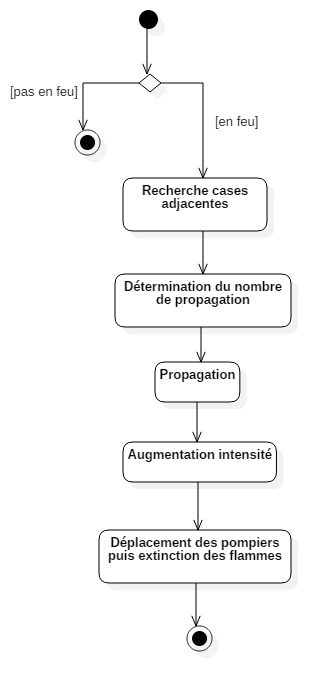 [pas en feu]
[en feu]
Recherche cases
adjacentes
Détermination du nombre
de propagation
Propagation
Augmentation intensité
Déplacement des pompiers
puis extinction des flammes